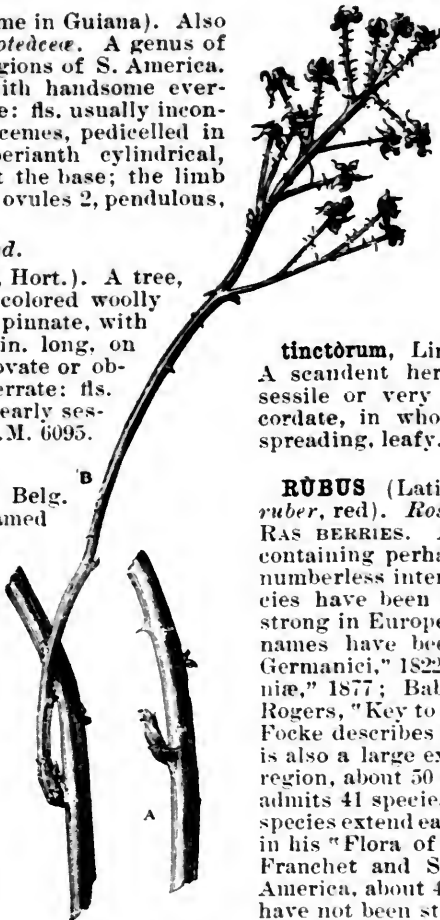 me in Guiana). Also
oteàceæ. A genus of
gions of S. America.
ith handsome ever-
e: fls. usually incon-
cemes, pedicelled in
perianth cylindrical,
t the base; the limb
ovules 2, pendulous,
d.
, Hort.). A tree,
colored woolly
pinnate, with
in. long, on
ovate or ob-
errate: fls.
early ses-
.M. 6095.
B
Belg.
amed
A
tinctòrum, Lin
A scandent her
sessile or very
cordate, in who
spreading, leafy.
RÙBUS (Lati
ruber, red). Ros
RAS BERRIES. A
containing perha
numberless inter
cies have been
strong in Europe
names have bee
Germanici," 1822
niæ," 1877; Bab
Rogers, "Key to
Focke describes
is also a large ex
region, about 50
admits 41 specie
species extend ea
in his "Flora of
Franchet and S
America, about 4
have not been st